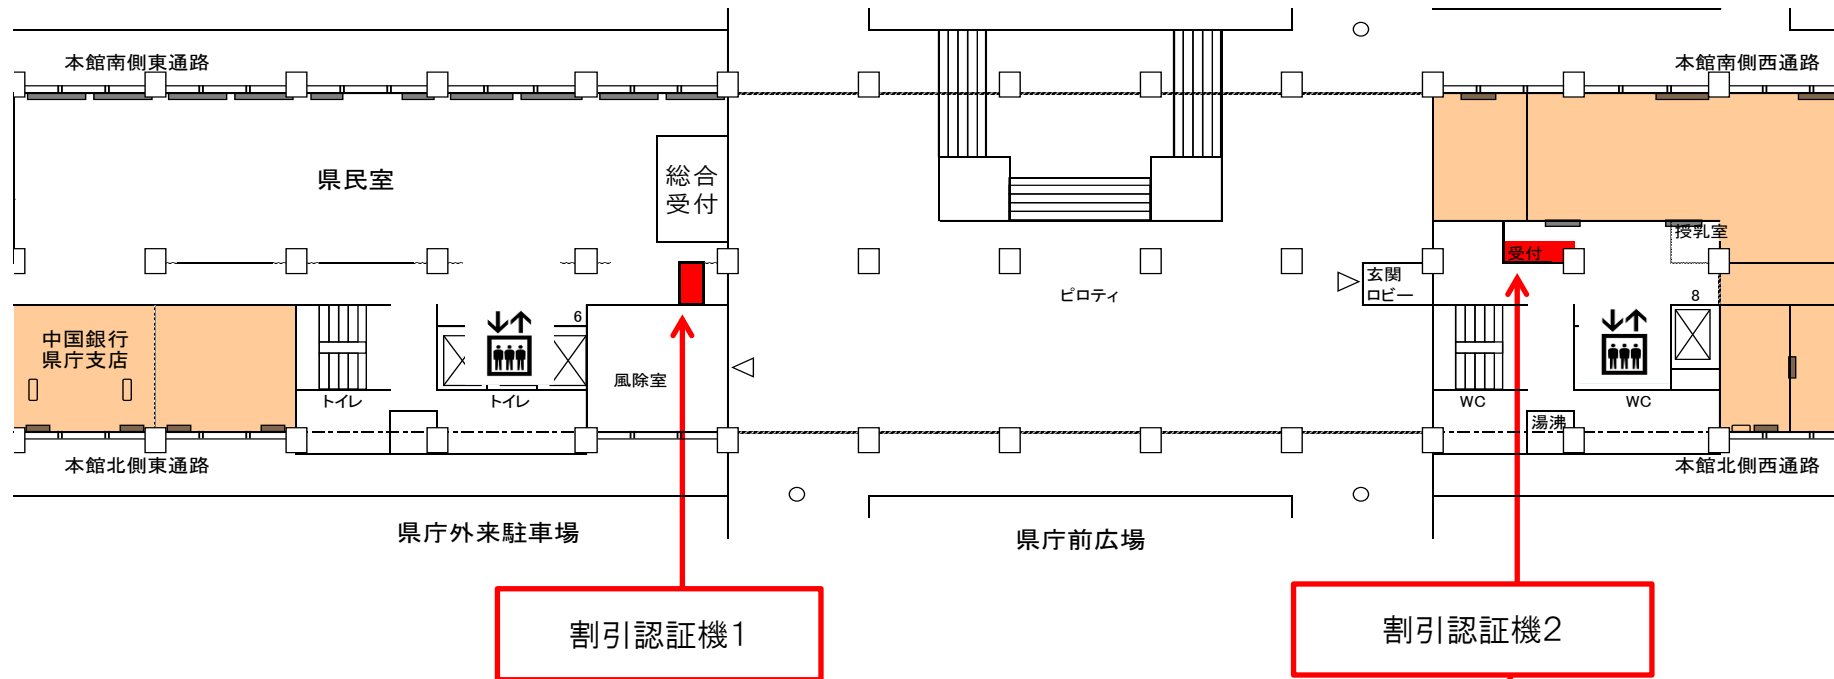 本館南側東通路
本館南側西通路
県民室
総合
受付
授乳室
受付
玄関
ロビー
ピロティ
8
6
中国銀行
県庁支店
風除室
トイレ
トイレ
WC
WC
湯沸
本館北側東通路
本館北側西通路
県庁外来駐車場
県庁前広場
割引認証機1
割引認証機2